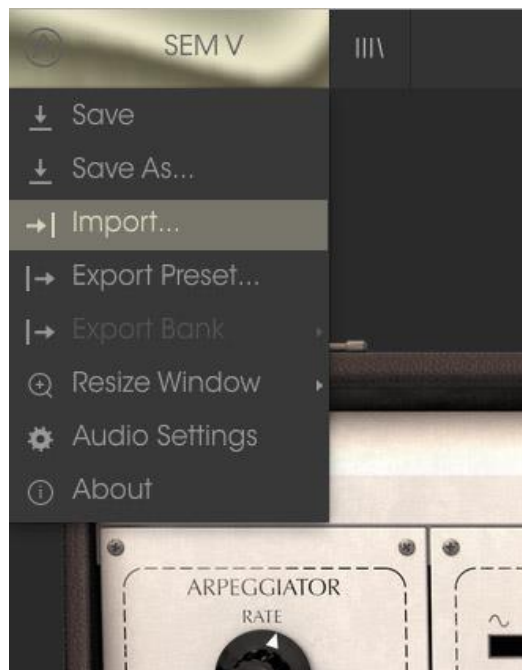 SEM V
Save
Save As...
Import...
Export Preset...
Export Bank
Resize Window
Audio Settings
About
ARPEGGIATOR
RATE